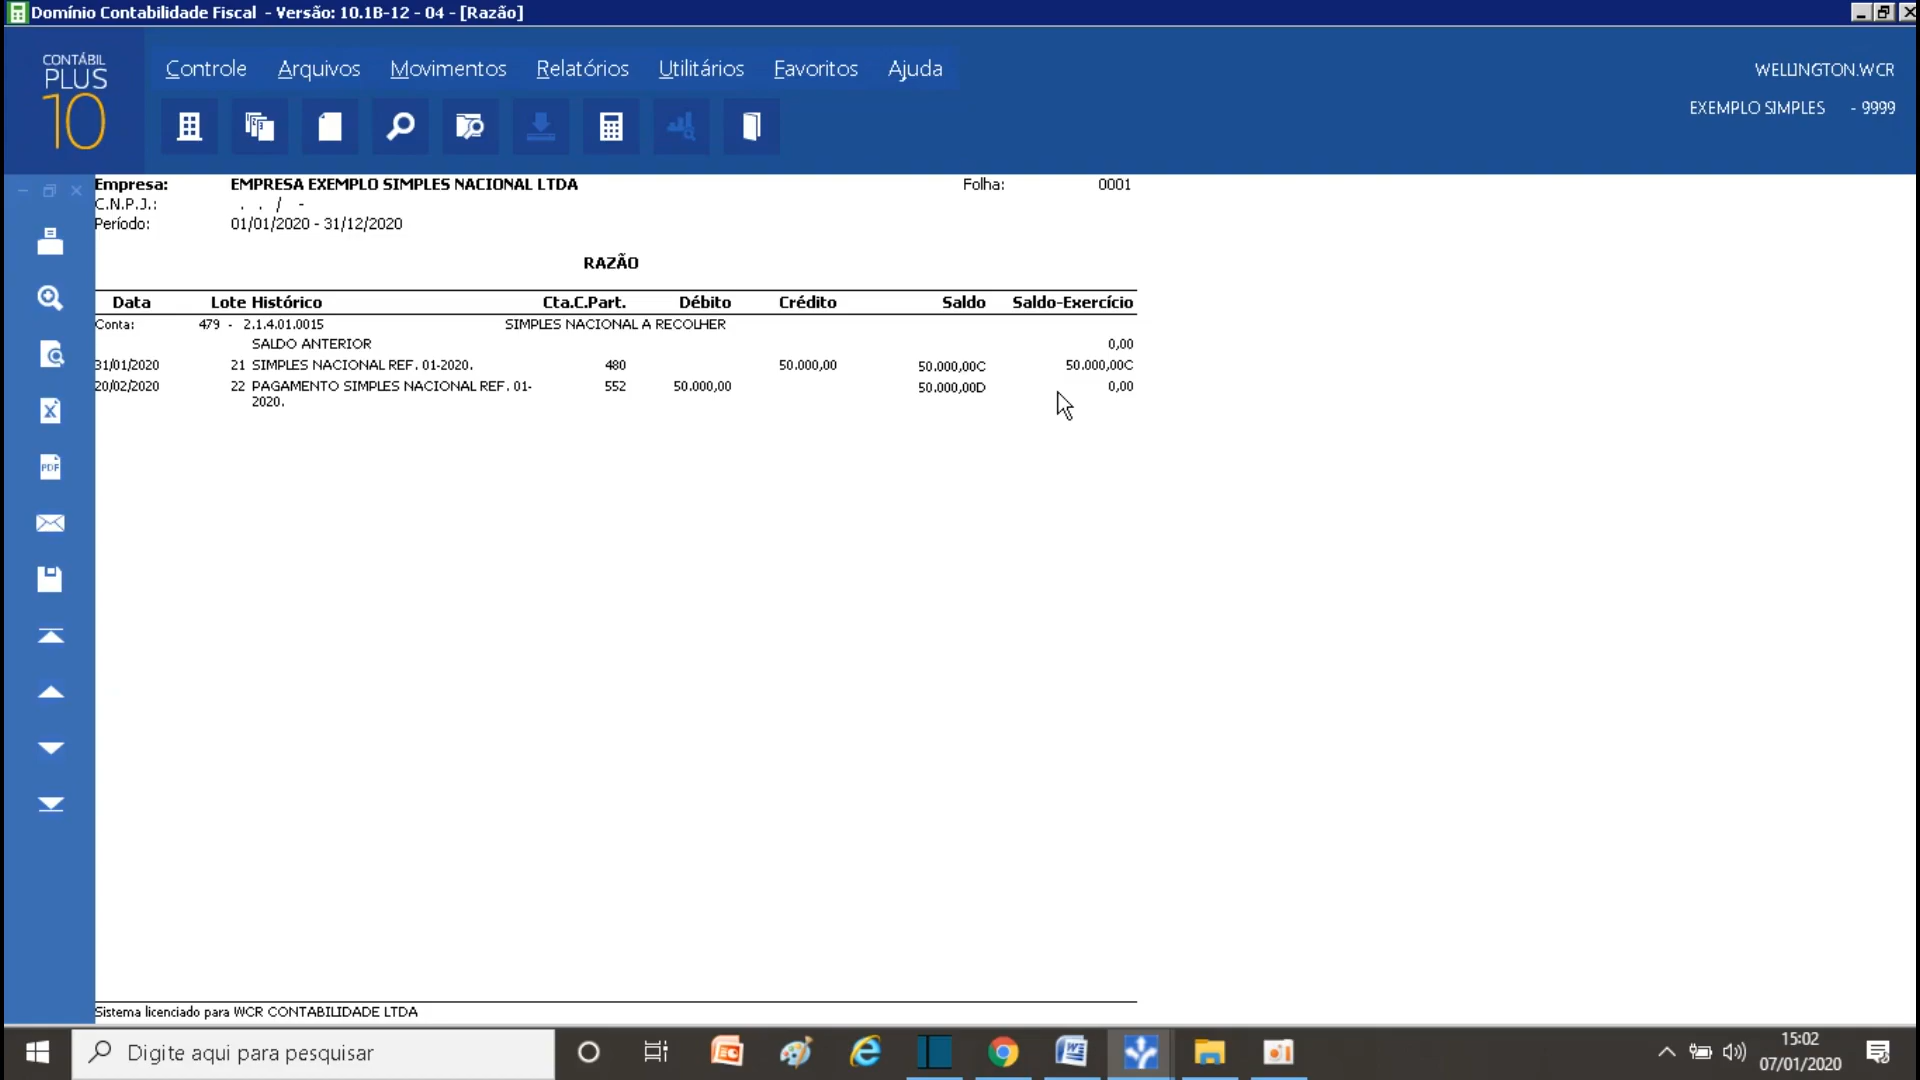 Domínio Contabilidade Fiscal - Versão: 10.1B-12 - 04 - [Razão]
CONTÁBIL
PLUS
10
Controle Arquivos Movimentos Relatórios Utilitários Favoritos Ajuda
WELLINGTON.WCR
EXEMPLO SIMPLES - 9999
Empresa: EMPRESA EXEMPLO SIMPLES NACIONAL LTDA Folha: 0001
C.N.P.J.: . . / -
Período: 01/01/2020 - 31/12/2020
RAZÃO
Data Lote Histórico Cta.C.Part. Débito Crédito Saldo Saldo-Exercício
Conta: 479 - 2.1.4.01.0015 SIMPLES NACIONAL A RECOLHER
SALDO ANTERIOR 0,00
31/01/2020 21 SIMPLES NACIONAL REF. 01-2020. 480 50.000,00 50.000,00C 50.000,00C
20/02/2020 22 PAGAMENTO SIMPLES NACIONAL REF. 01- 552 50.000,00 50.000,00D 0,00
2020.
PDF
Sistema licenciado para WCR CONTABILIDADE LTDA
Digite aqui para pesquisar
15:02
07/01/2020